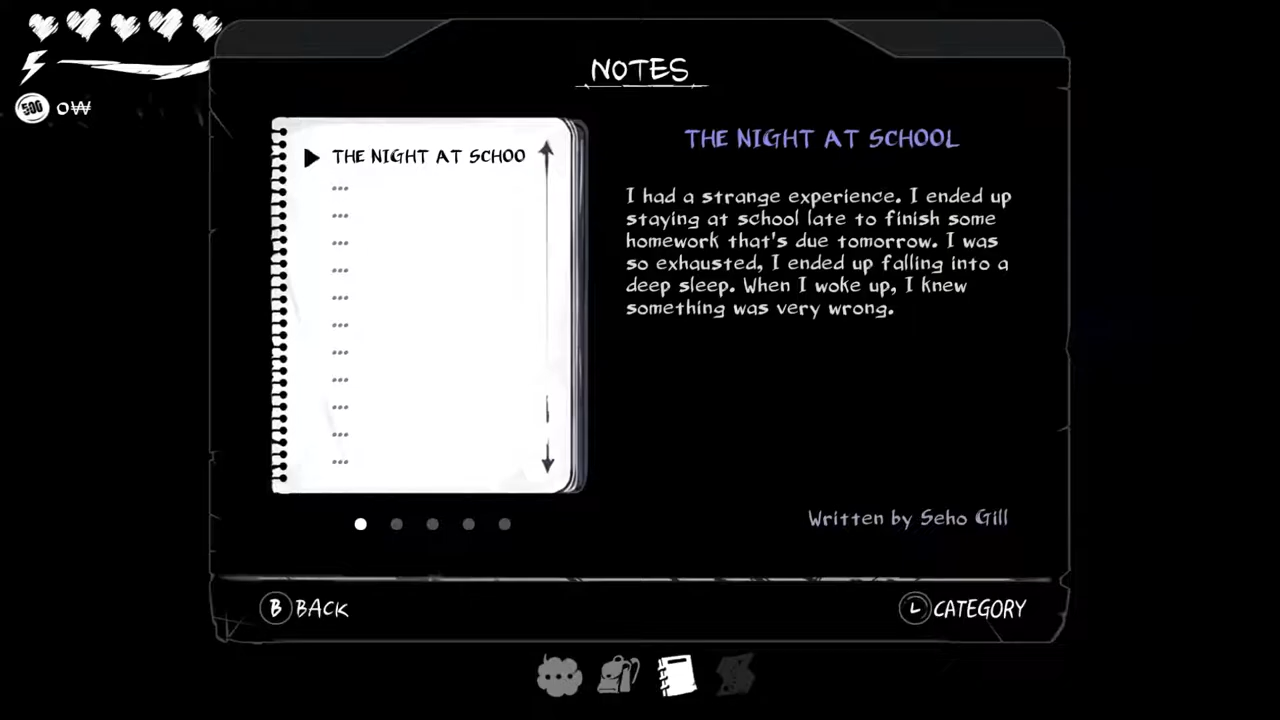 500 0₩
NOTES
▶ THE NIGHT AT SCHOO
...
...
...
...
...
...
...
...
...
...
...
THE NIGHT AT SCHOOL
I had a strange experience. I ended up
staying at school late to finish some
homework that's due tomorrow. I was
so exhausted, I ended up falling into a
deep sleep. When I woke up, I knew
something was very wrong.
Written by Seho Gill
B BACK
L CATEGORY